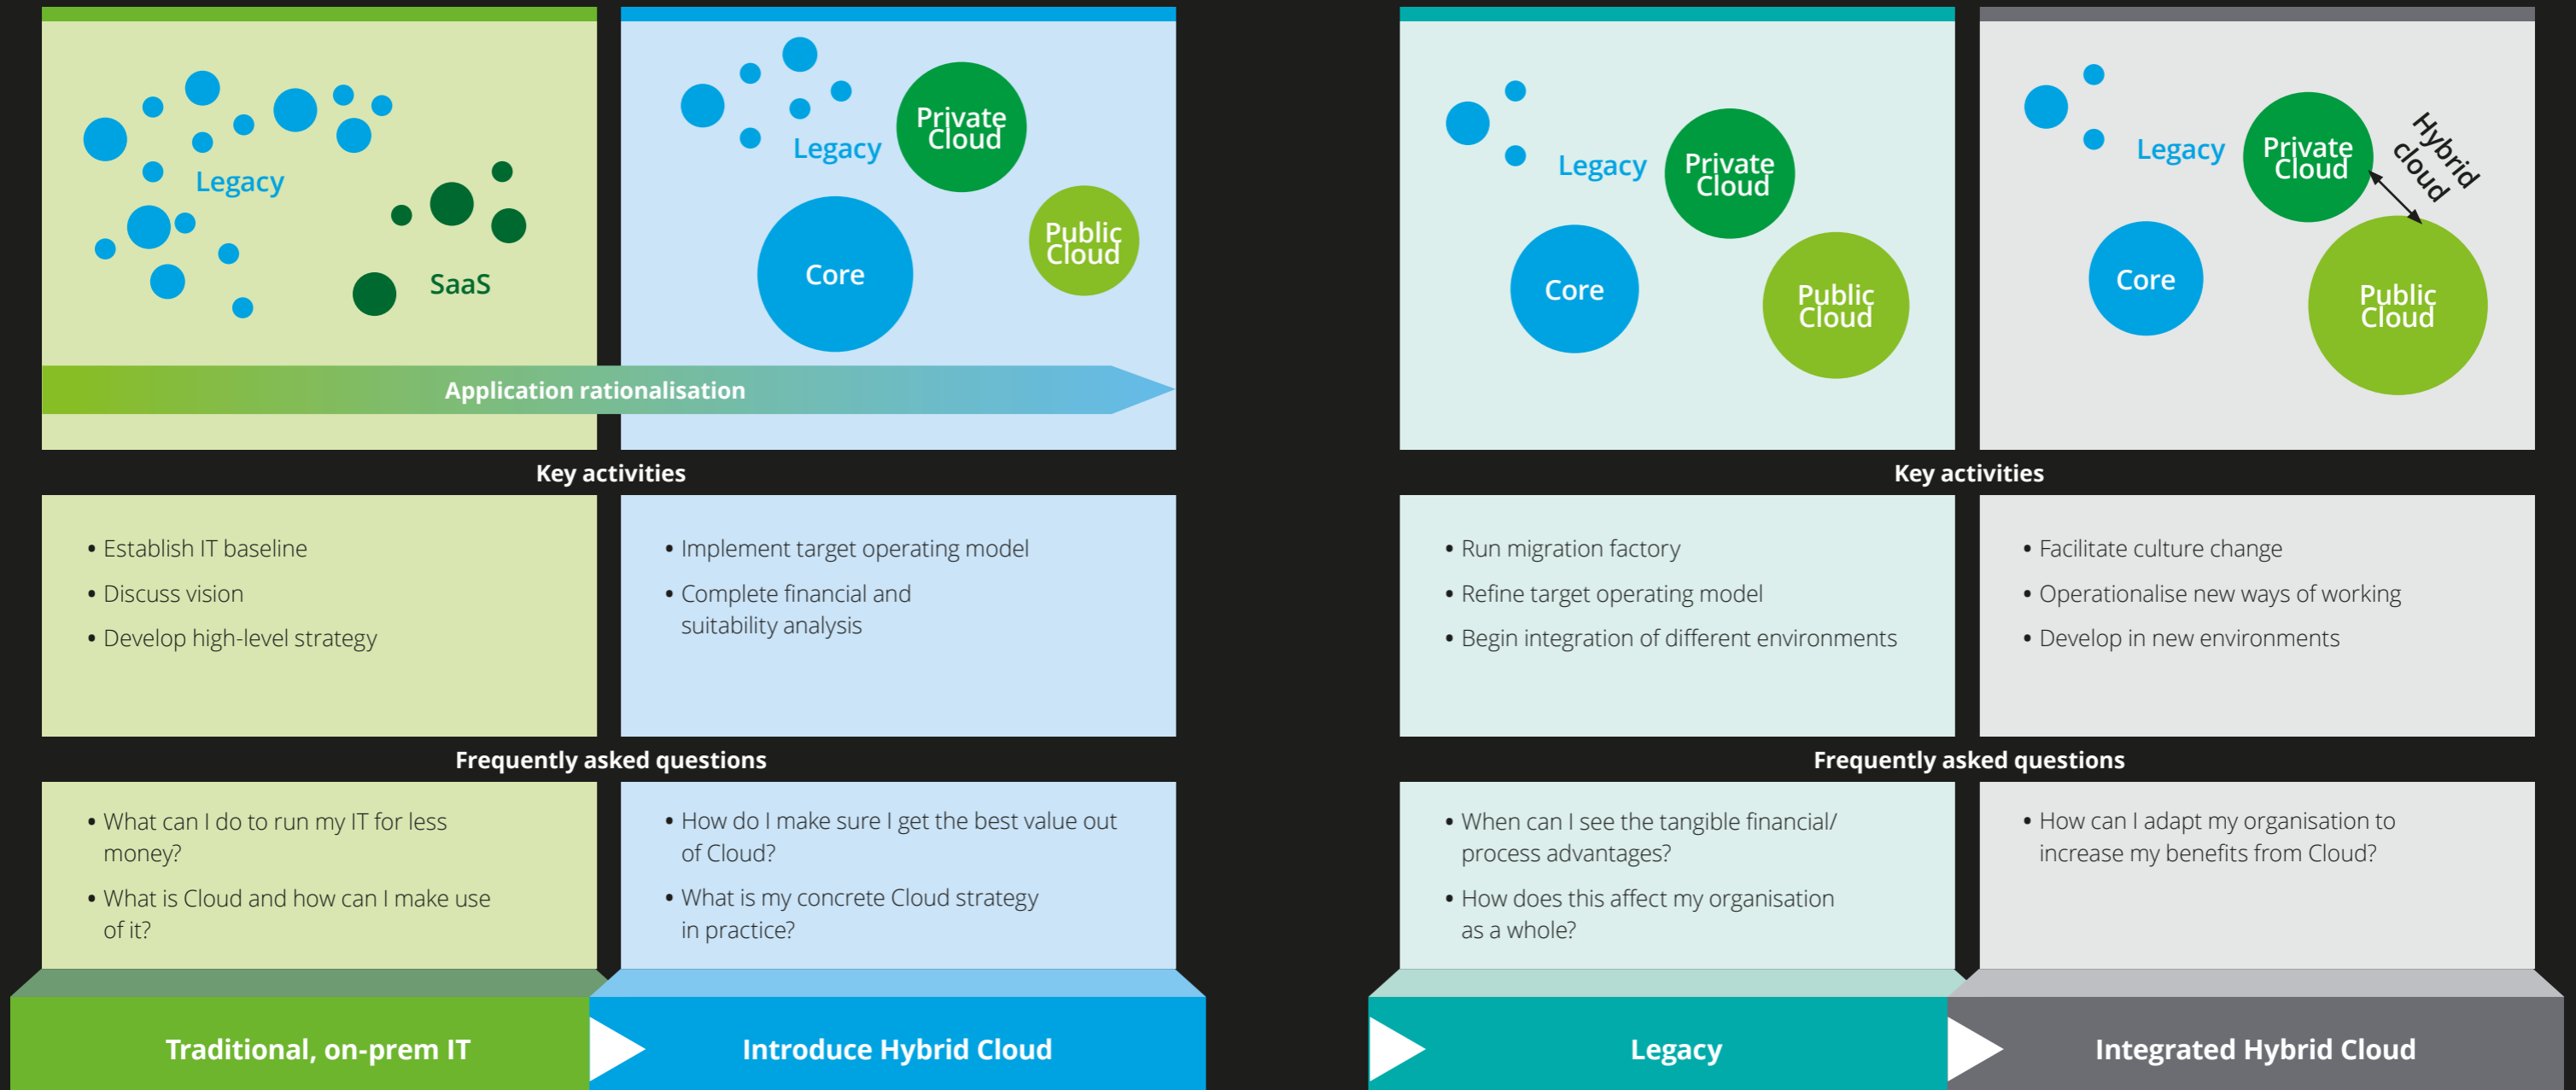 Legacy
SaaS
Legacy
Private
Cloud
Public
Cloud
Core
Application rationalisation
Key activities
• Establish IT baseline
• Discuss vision
• Develop high-level strategy
• Implement target operating model
• Complete financial and
suitability analysis
Frequently asked questions
• What can I do to run my IT for less
money?
• What is Cloud and how can I make use
of it?
• How do I make sure I get the best value out
of Cloud?
• What is my concrete Cloud strategy
in practice?
Traditional, on-prem IT
Introduce Hybrid Cloud
Legacy
Private
Cloud
Core
Public
Cloud
Legacy
Private
Cloud
Hybrid
cloud
Core
Public
Cloud
Key activities
• Run migration factory
• Refine target operating model
• Begin integration of different environments
• Facilitate culture change
• Operationalise new ways of working
• Develop in new environments
Frequently asked questions
• When can I see the tangible financial/
process advantages?
• How does this affect my organisation
as a whole?
• How can I adapt my organisation to
increase my benefits from Cloud?
Legacy
Integrated Hybrid Cloud